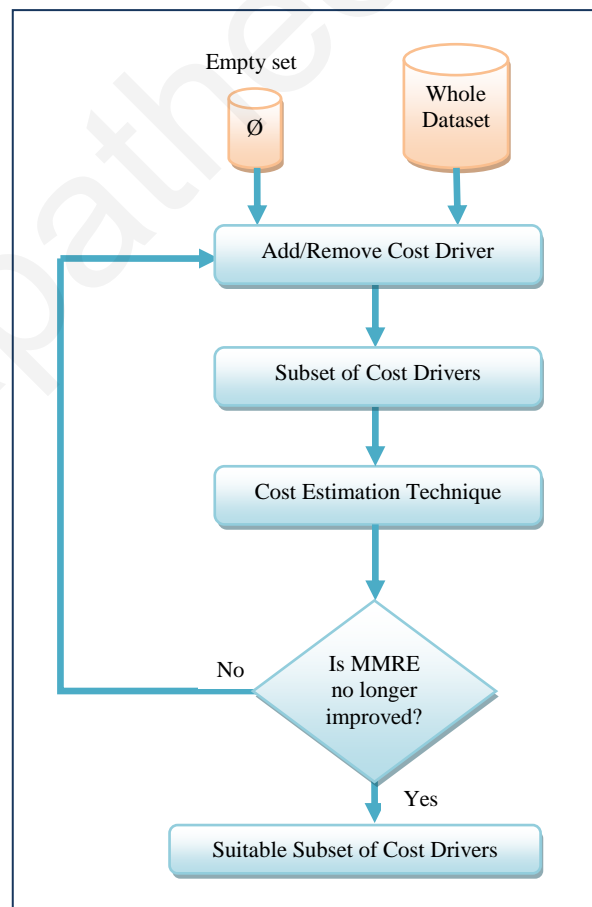 Empty set
Ø
Whole
Dataset
Add/Remove Cost Driver
Subset of Cost Drivers
Cost Estimation Technique
No
Is MMRE
no longer
improved?
Yes
Suitable Subset of Cost Drivers